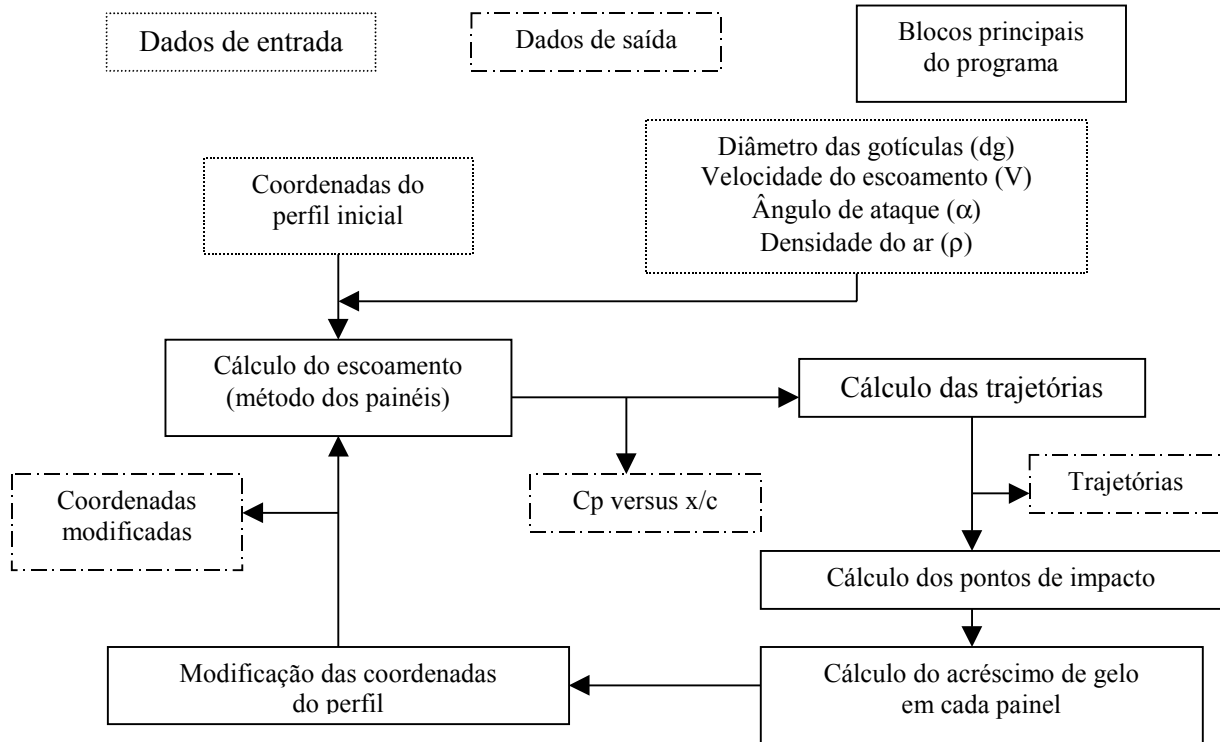 Dados de entrada
Dados de saída
Blocos principais
do programa
Coordenadas do
perfil inicial
Diâmetro das gotículas (dg)
Velocidade do escoamento (V)
Ângulo de ataque (α)
Densidade do ar (ρ)
Cálculo do escoamento
(método dos painéis)
Cálculo das trajetórias
Coordenadas
modificadas
Cp versus x/c
Trajetórias
Cálculo dos pontos de impacto
Modificação das coordenadas
do perfil
Cálculo do acréscimo de gelo
em cada painel